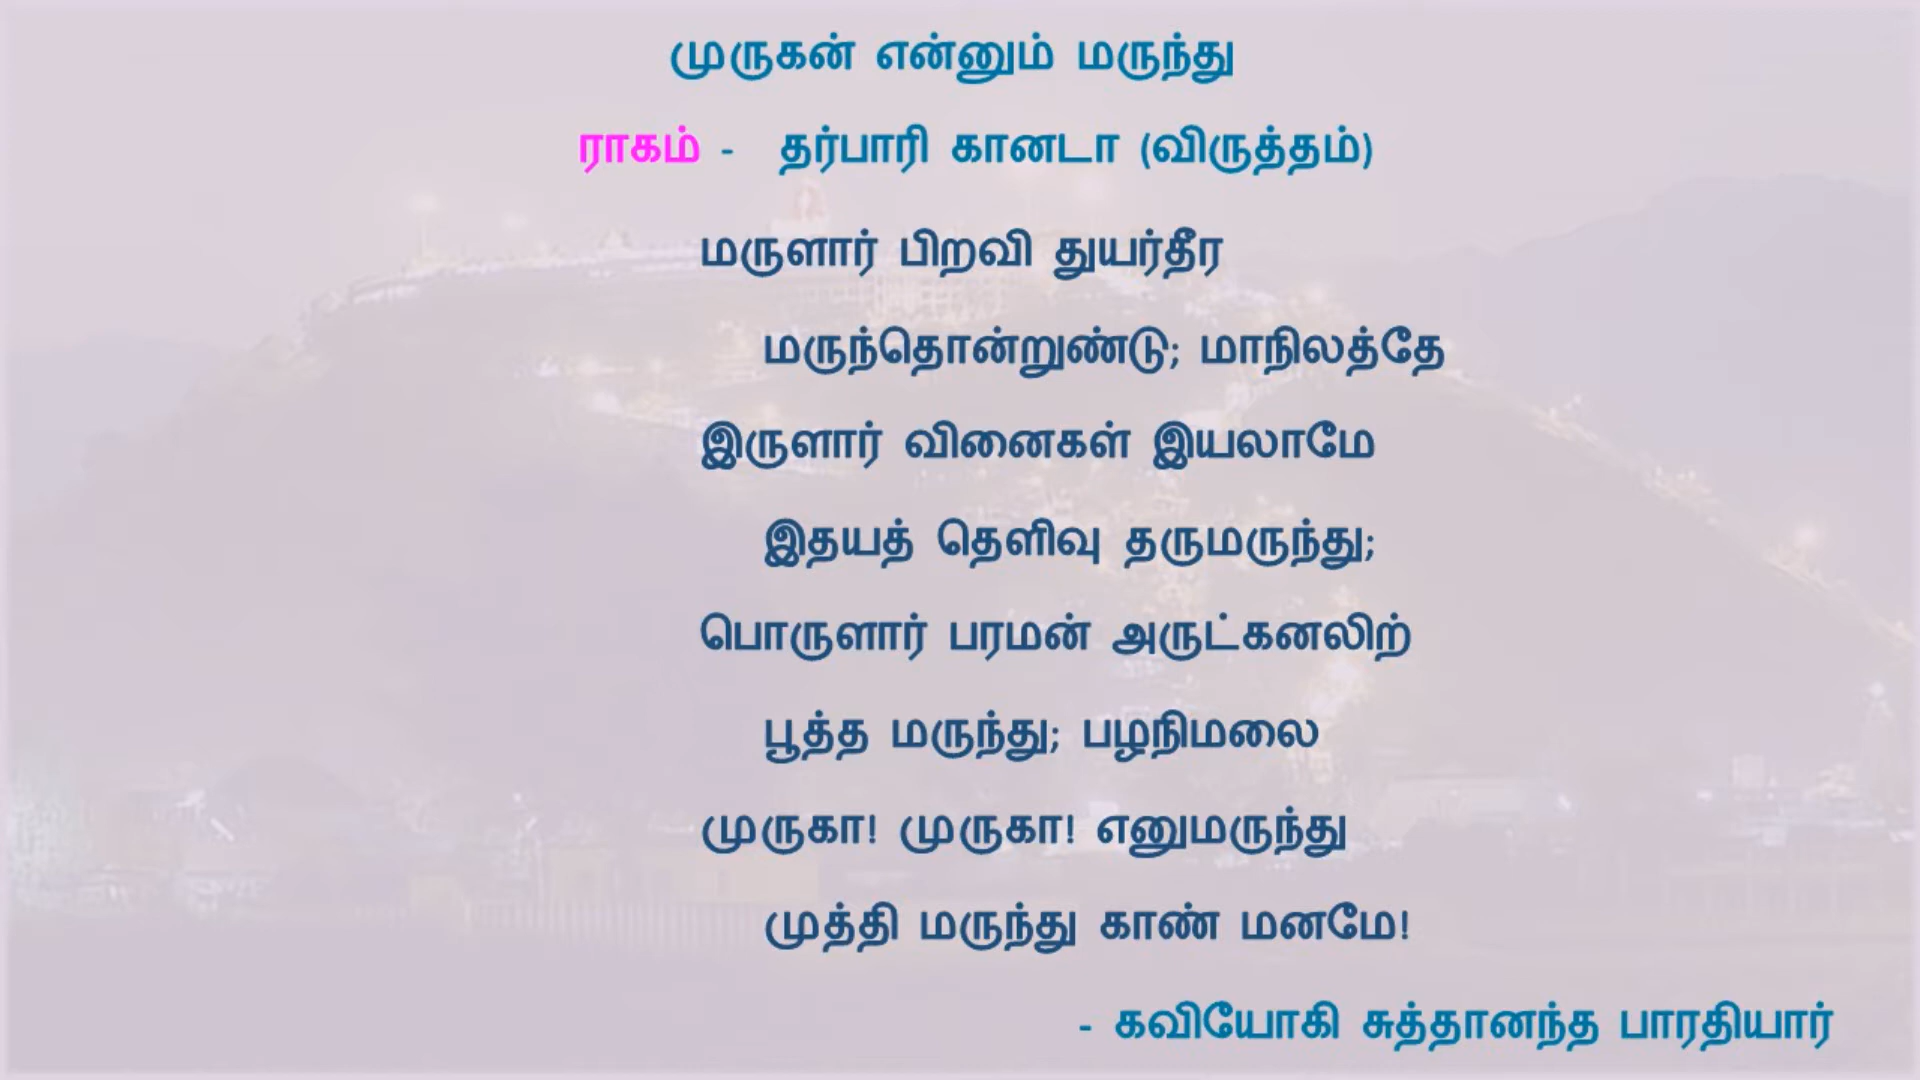 முருகன் என்னும் மருந்து
ராகம் - தர்பாரி கானடா (விருத்தம்)
மருளார் பிறவி துயர்தீர
மருந்தொன்றுண்டு; மாநிலத்தே
இருளார் வினைகள் இயலாமே
இதயத் தெளிவு தருமருந்து;
பொருளார் பரமன் அருட்கனலிற்
பூத்த மருந்து; பழநிமலை
முருகா! முருகா! எனுமருந்து
முத்தி மருந்து காண் மனமே!
- கவியோகி சுத்தானந்த பாரதியார்